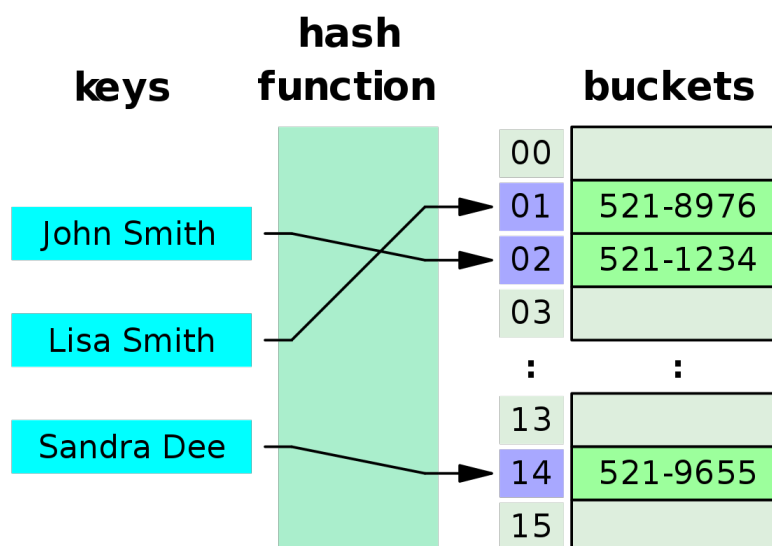 hash
keys function buckets
00
01 521-8976
John Smith
02 521-1234
03
Lisa Smith
: :
13
Sandra Dee
14 521-9655
15